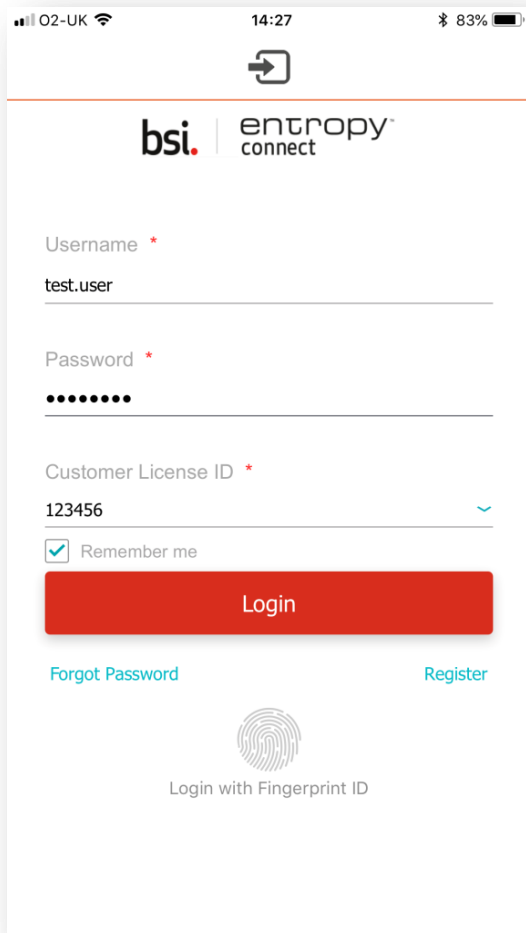 O2-UK 14:27 83%
bsi. entropy™
connect
Username *
test.user
Password *
••••••••
Customer License ID *
123456
Remember me
Login
Forgot Password Register
Login with Fingerprint ID